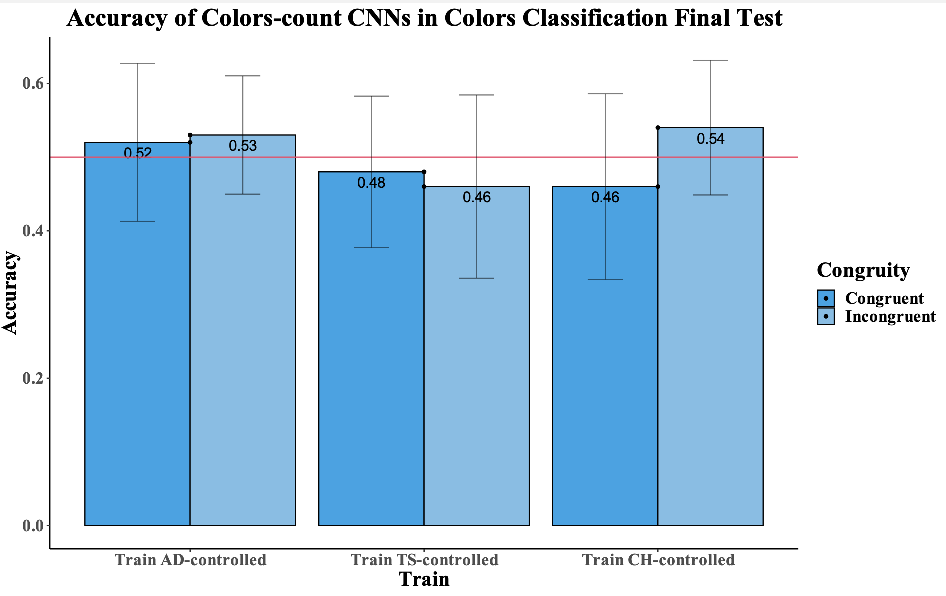 Accuracy of Colors-count CNNs in Colors Classification Final Test
Accuracy
0.6
0.4
0.2
0.0
0.52
0.53
0.48
0.46
0.46
0.54
Train AD-controlled
Train TS-controlled
Train CH-controlled
Train
Congruity
Congruent
Incongruent